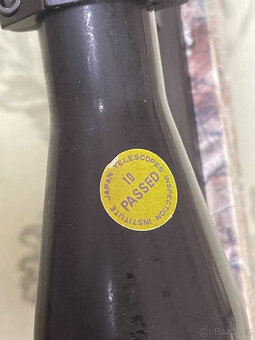 JAPAN TELESCOPES INSPECTION INSTITUTE
10
PASSED